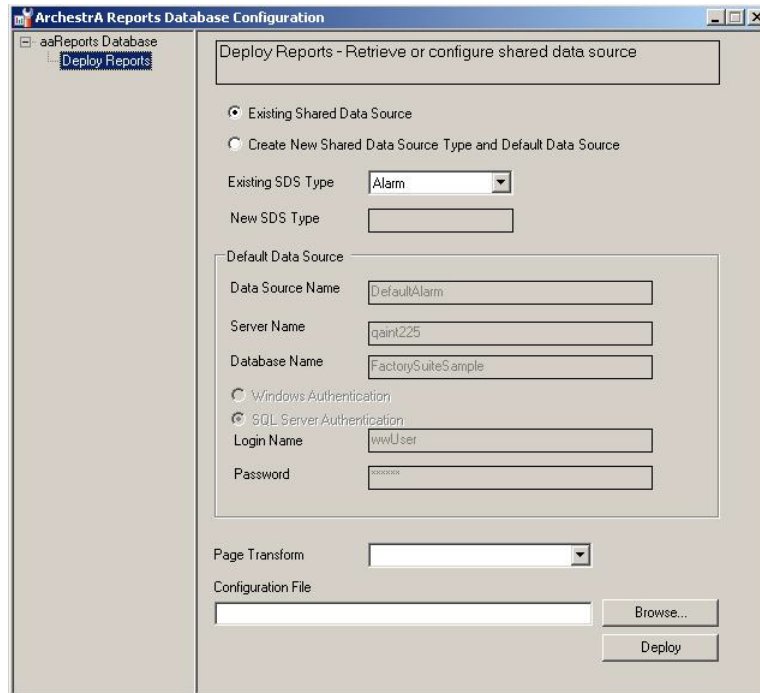 ArchestrA Reports Database Configuration
aaReports Database
Deploy Reports
Deploy Reports - Retrieve or configure shared data source
Existing Shared Data Source
Create New Shared Data Source Type and Default Data Source
Existing SDS Type
Alarm
New SDS Type
Default Data Source
Data Source Name
DefaultAlarm
Server Name
qaint225
Database Name
FactorySuiteSample
Windows Authentication
SQL Server Authentication
Login Name
wwUser
Password
××××××
Page Transform
Configuration File
Browse...
Deploy